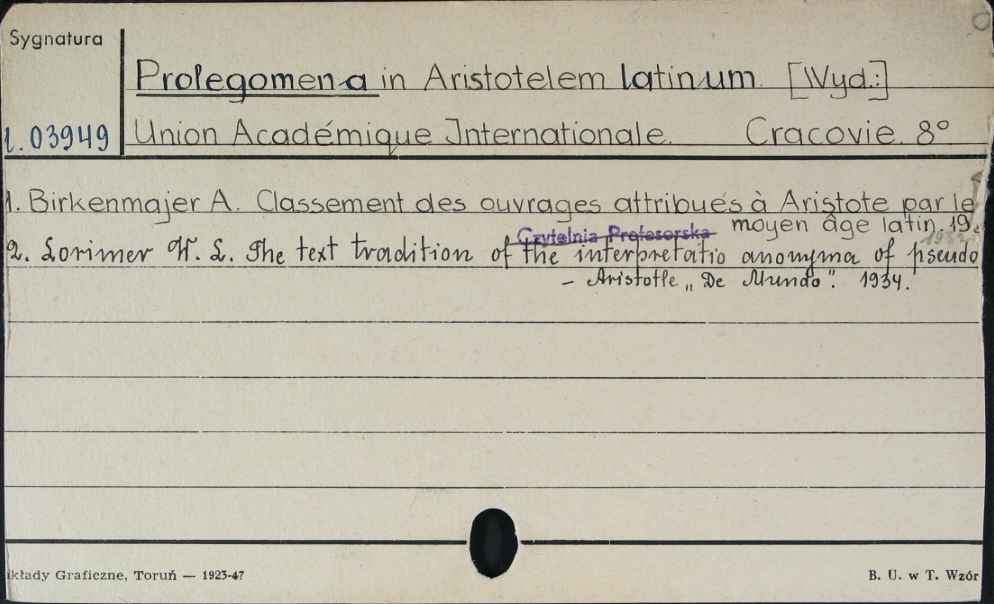 Sygnatura
Prolegomena in Aristotelem latinum. [Wyd.:]
03949
Union Académique Internationale. Cracovie. 8°
1. Birkenmajer A. Classement des ouvrages attribués à Aristote par le
moyen âge latin. 19
Czytelnia Profesorska
2. Lorimer W. L. The text tradition of the interpretatio anonyma of pseudo
- Aristotle „De Mundo". 1934.
kłady Graficzne, Toruń — 1923-47
B. U. w T. Wzór